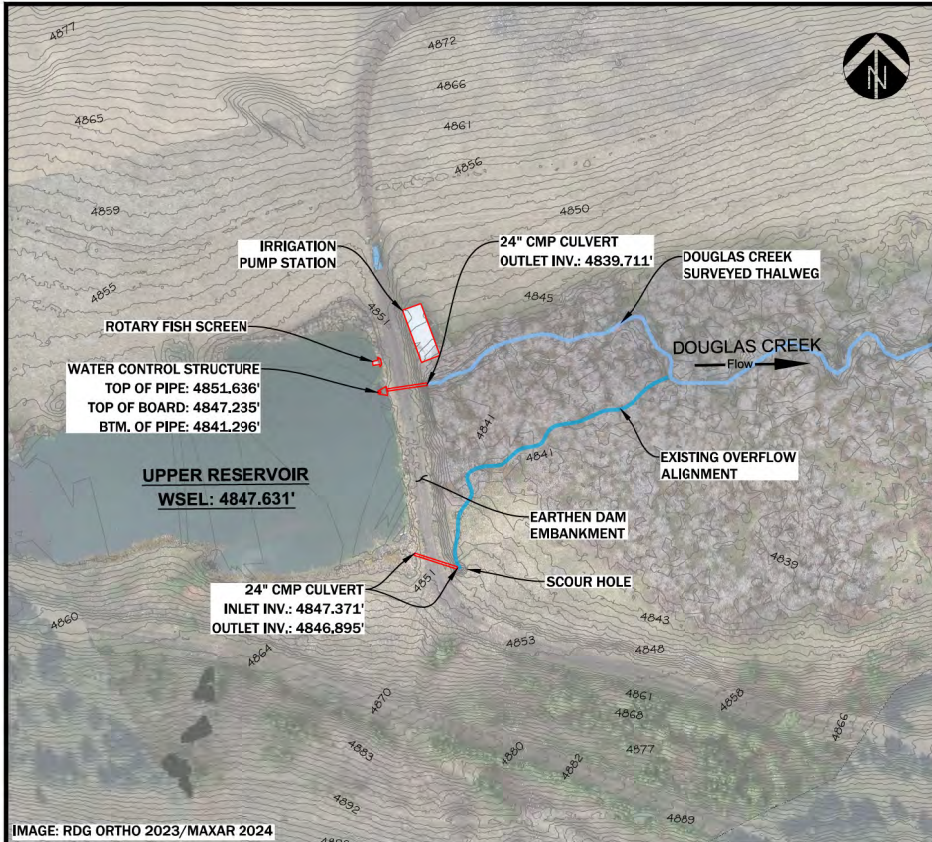 4877
4872
4866
4865
4861
4856
4859
4850
IRRIGATION
PUMP STATION
24" CMP CULVERT
OUTLET INV.: 4839.711'
DOUGLAS CREEK
SURVEYED THALWEG
4855
4845
4851
ROTARY FISH SCREEN
DOUGLAS CREEK
Flow
WATER CONTROL STRUCTURE
TOP OF PIPE: 4851.636'
TOP OF BOARD: 4847.235'
BTM. OF PIPE: 4841.296'
4841
4841
EXISTING OVERFLOW
ALIGNMENT
UPPER RESERVOIR
WSEL: 4847.631'
EARTHEN DAM
EMBANKMENT
4839
4851
SCOUR HOLE
24" CMP CULVERT
INLET INV.: 4847.371'
OUTLET INV.: 4846.895'
4860
4843
4853
4848
4864
4861
4858
4870
4868
4866
4877
4883
4880
4882
4892
4889
IMAGE: RDG ORTHO 2023/MAXAR 2024
N